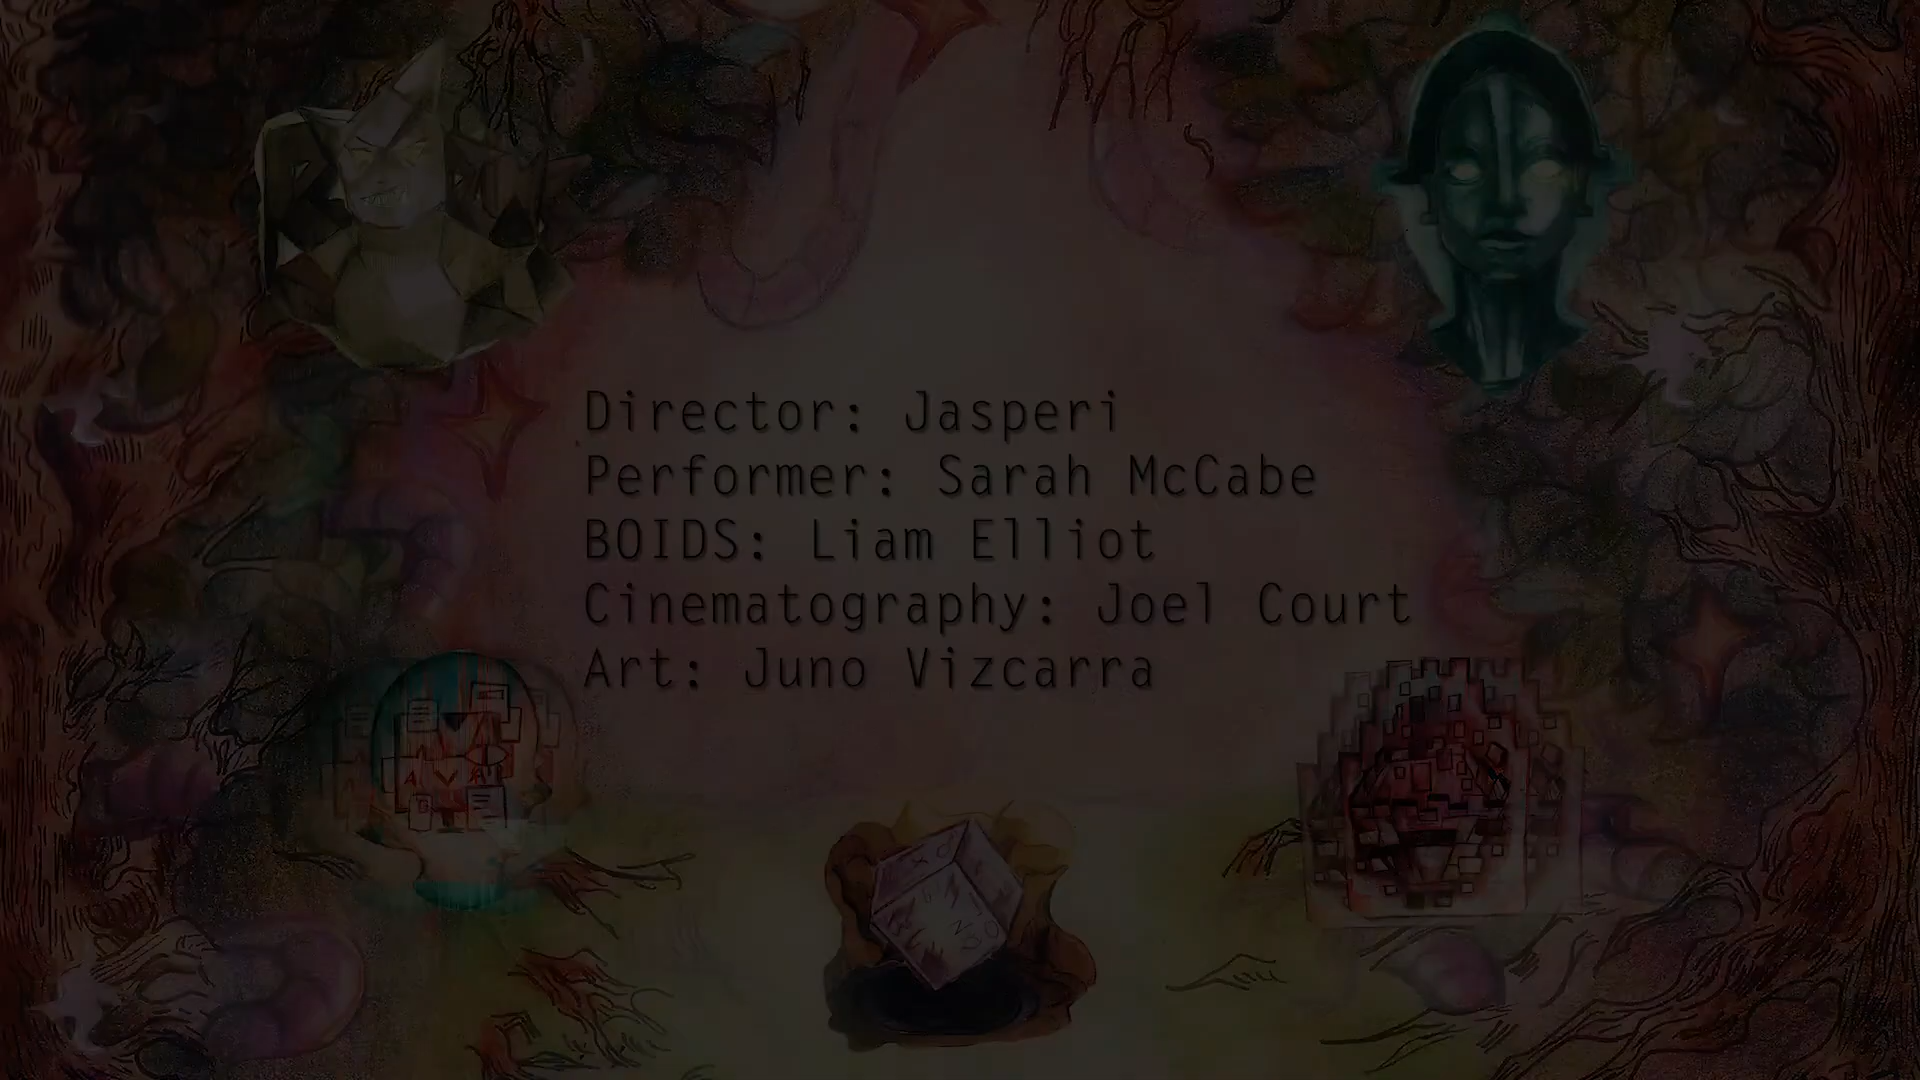 Director: Jasperi
Performer: Sarah McCabe
BOIDS: Liam Elliot
Cinematography: Joel Court
Art: Juno Vizcarra